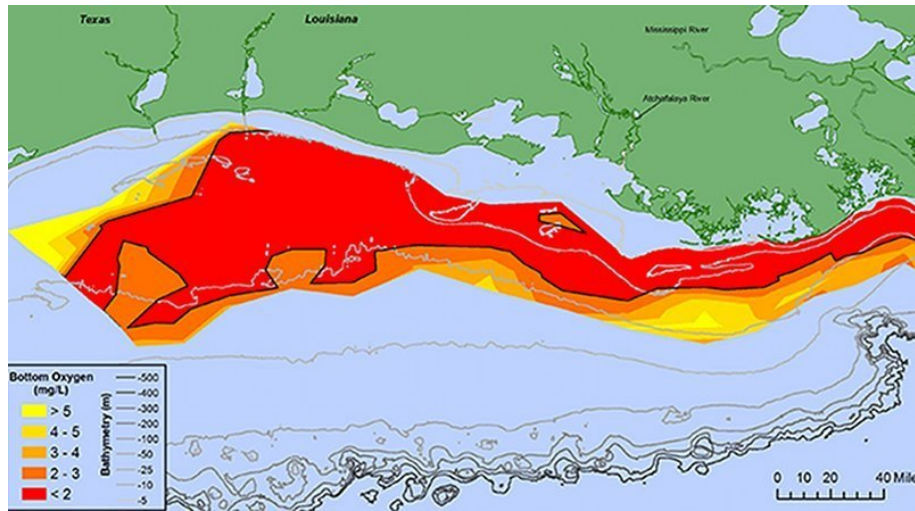 Texas
Louisiana
Mississippi River
Atchafalaya River
Bottom Oxygen
(mg/L)
> 5
4 - 5
3 - 4
2 - 3
< 2
Bathymetry (m)
-500
-400
-300
-200
-100
-50
-25
-10
-5
0 10 20 40 Mile